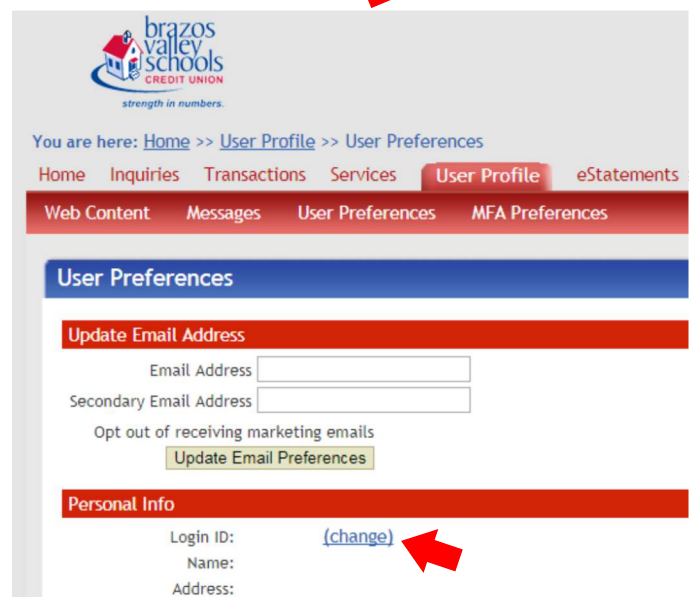 brazos
valley
schools
CREDIT UNION
strength in numbers.
You are here: Home >> User Profile >> User Preferences
Home Inquiries Transactions Services User Profile eStatements
Web Content Messages User Preferences MFA Preferences
User Preferences
Update Email Address
Email Address
Secondary Email Address
Opt out of receiving marketing emails
Update Email Preferences
Personal Info
Login ID: (change)
Name:
Address: